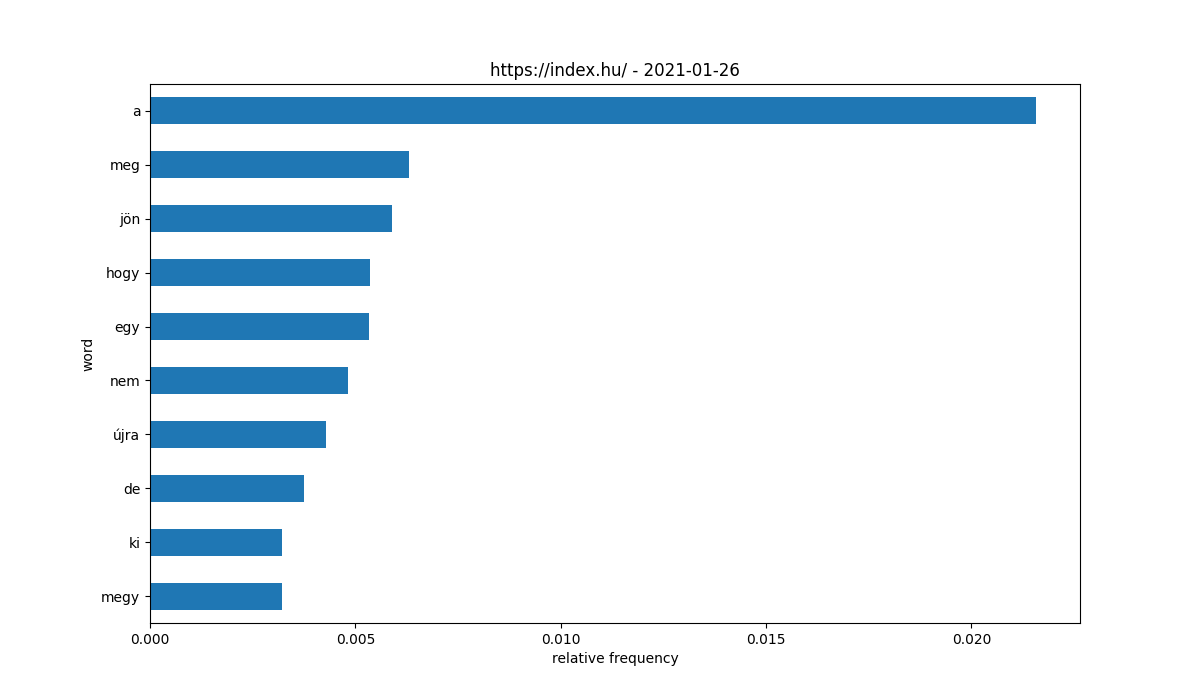 https://index.hu/ - 2021-01-26
a
meg
jön
hogy
egy
nem
újra
de
ki
megy
word
0.000 0.005 0.010 0.015 0.020
relative frequency